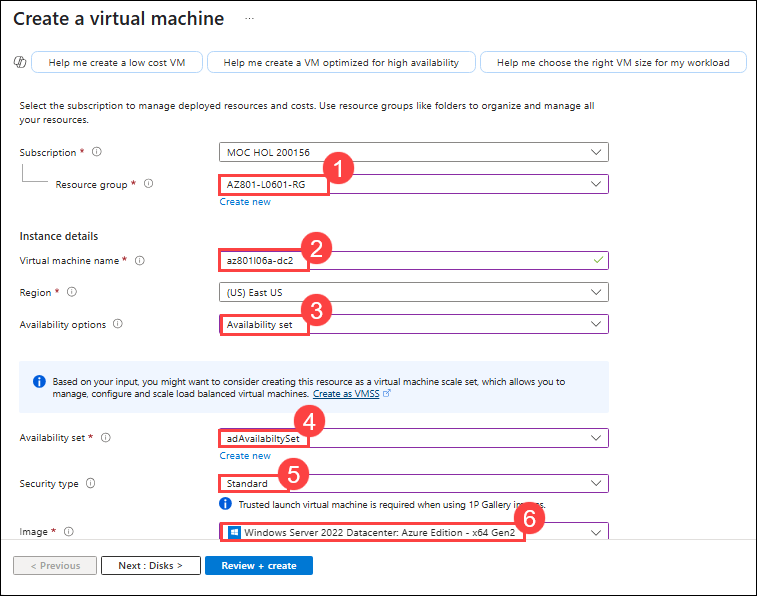 Create a virtual machine ...
Help me create a low cost VM
Help me create a VM optimized for high availability
Help me choose the right VM size for my workload
Select the subscription to manage deployed resources and costs. Use resource groups like folders to organize and manage all
your resources.
Subscription *
MOC HOL 200156
1
Resource group *
AZ801-L0601-RG
Create new
Instance details
2
Virtual machine name *
az801l06a-dc2
Region *
(US) East US
3
Availability options
Availability set
Based on your input, you might want to consider creating this resource as a virtual machine scale set, which allows you to
manage, configure and scale load balanced virtual machines. Create as VMSS
4
Availability set *
adAvailabiltySet
Create new
5
Security type
Standard
Trusted launch virtual machine is required when using 1P Gallery
6
Image *
Windows Server 2022 Datacenter: Azure Edition - x64 Gen2
< Previous
Next : Disks >
Review + create